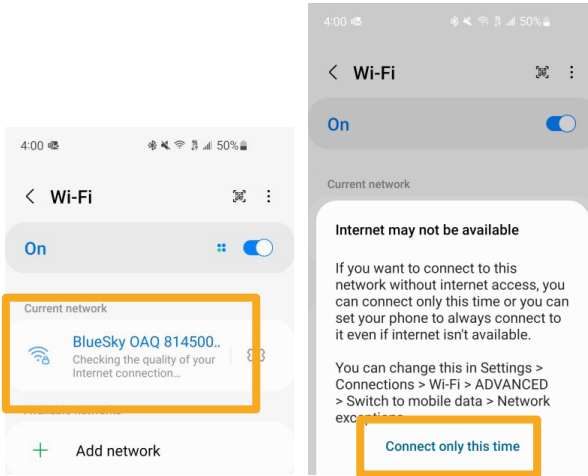 4:00 50%
Wi-Fi
On
Current network
BlueSky OAQ 814500..
Checking the quality of your
Internet connection...
Available networks
Add network
4:00 50%
Wi-Fi
On
Current network
Internet may not be available
If you want to connect to this
network without internet access, you
can connect only this time or you can
set your phone to always connect to
it even if internet isn't available.
You can change this in Settings >
Connections > Wi-Fi > ADVANCED
> Switch to mobile data > Network
exceptions
Connect only this time